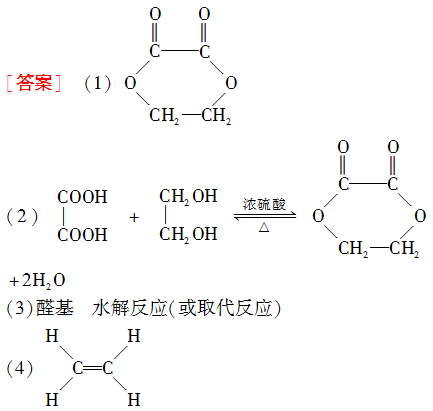 O O
[答案] (1) C—C
O O
CH₂—CH₂
O O
C—C
(2) COOH CH₂OH 浓硫酸 O O
+ ⇌
COOH CH₂OH △ CH₂—CH₂
+2H₂O
(3)醛基 水解反应(或取代反应)
H H
(4) C=C
H H